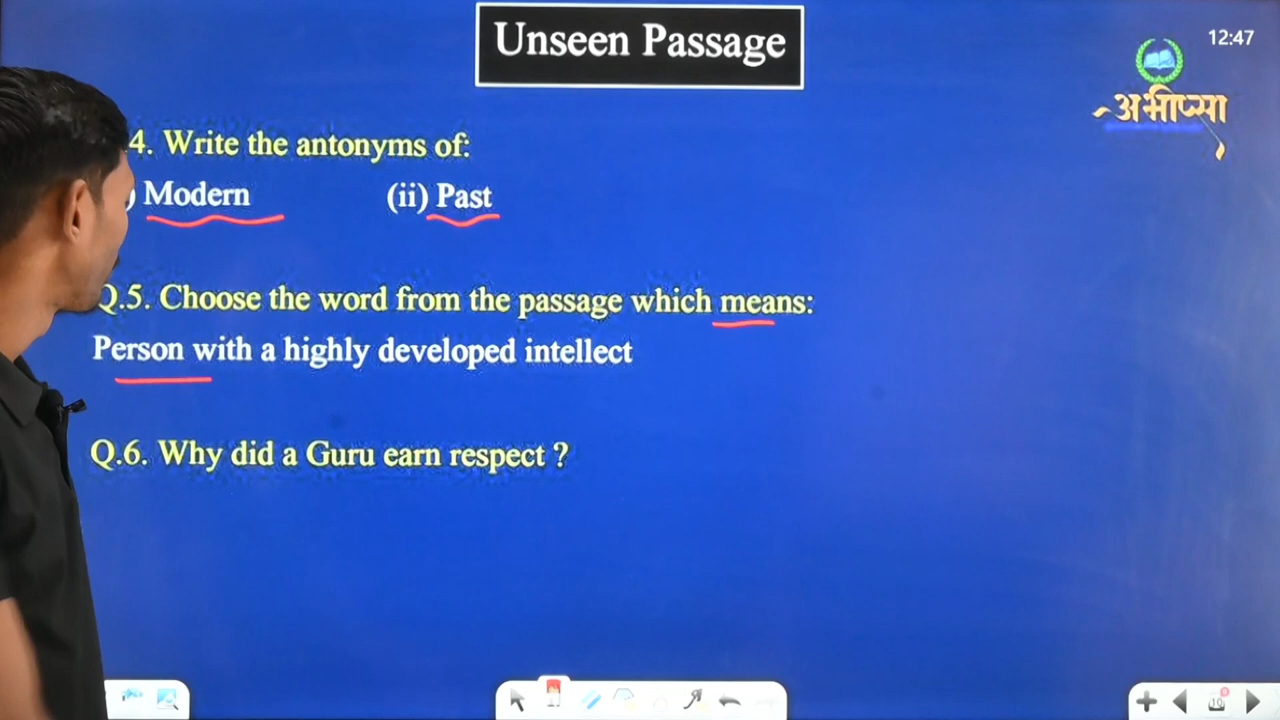 Unseen Passage
12:47
अभीप्सा
4. Write the antonyms of:
) Modern (ii) Past
Q.5. Choose the word from the passage which means:
Person with a highly developed intellect
Q.6. Why did a Guru earn respect ?